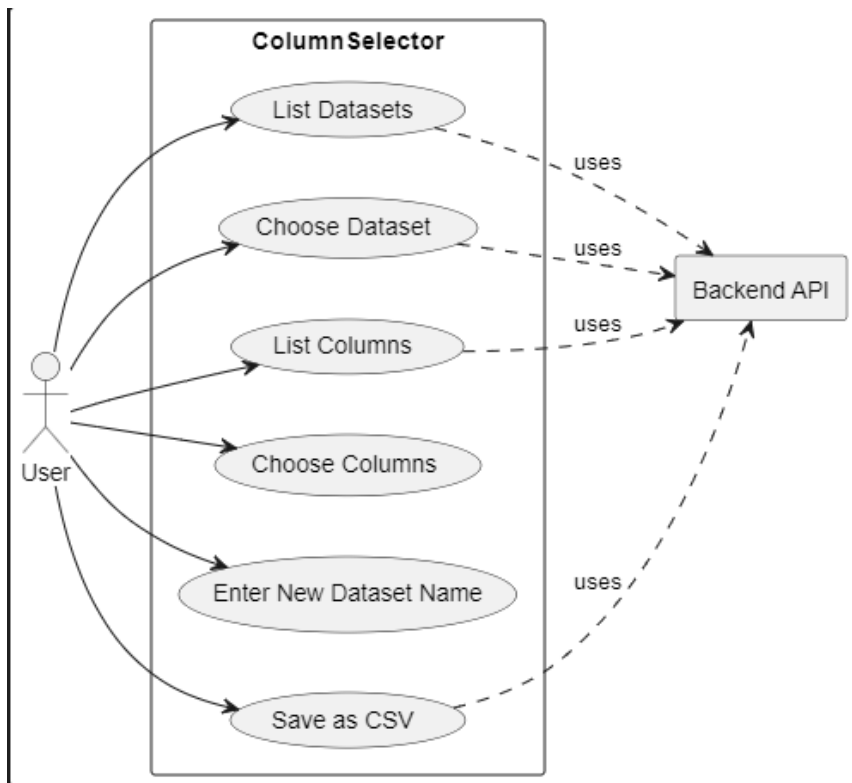 ColumnSelector
List Datasets
uses
Choose Dataset
uses
Backend API
List Columns
uses
Choose Columns
User
Enter New Dataset Name
uses
Save as CSV